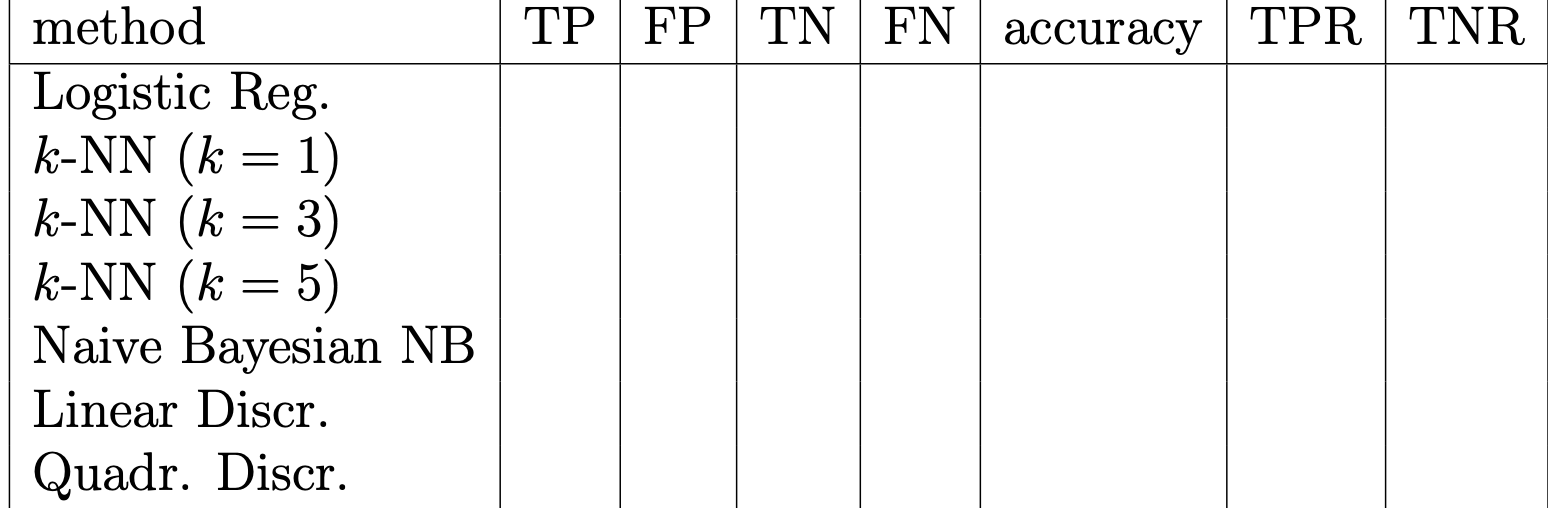 method TP FP TN FN accuracy TPR TNR
Logistic Reg.
k-NN (k = 1)
k-NN (k = 3)
k-NN (k = 5)
Naive Bayesian NB
Linear Discr.
Quadr. Discr.